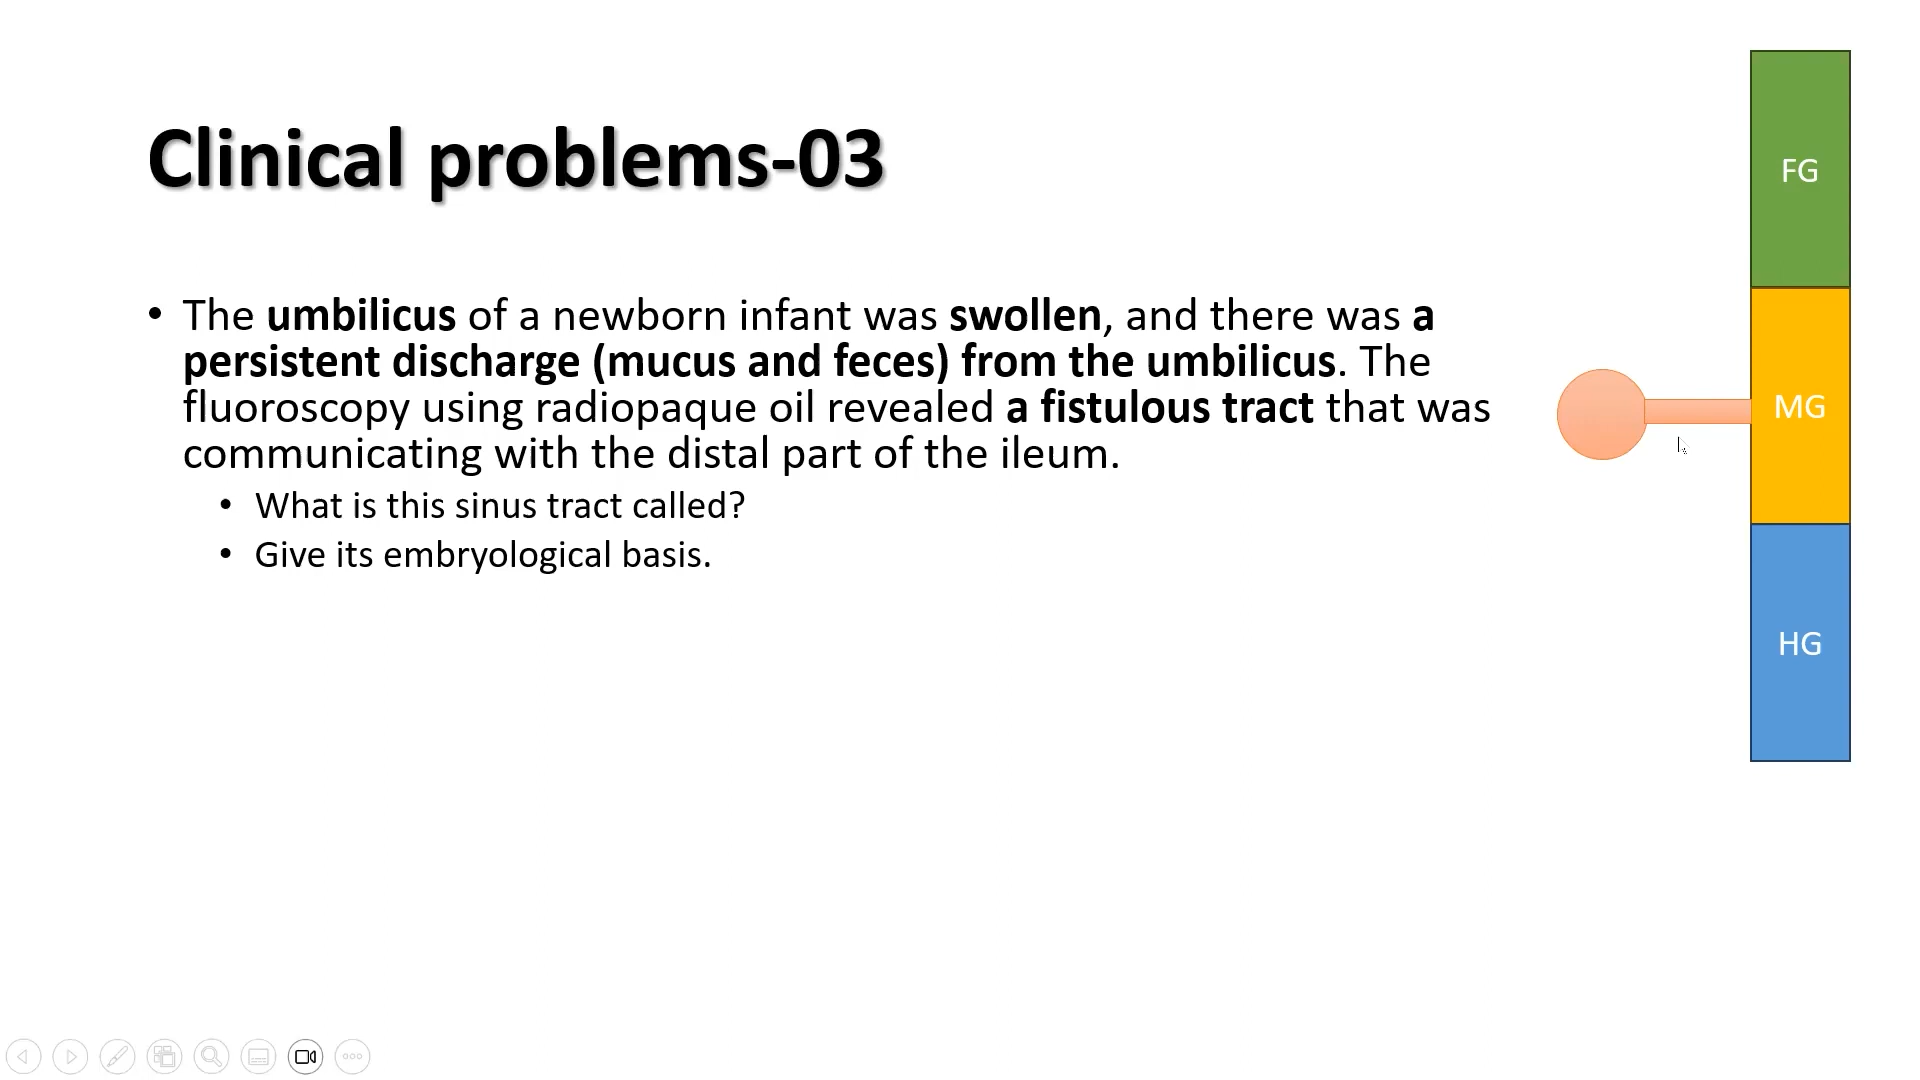 Clinical problems-03
• The umbilicus of a newborn infant was swollen, and there was a
persistent discharge (mucus and feces) from the umbilicus. The
fluoroscopy using radiopaque oil revealed a fistulous tract that was
communicating with the distal part of the ileum.
• What is this sinus tract called?
• Give its embryological basis.
FG
MG
HG